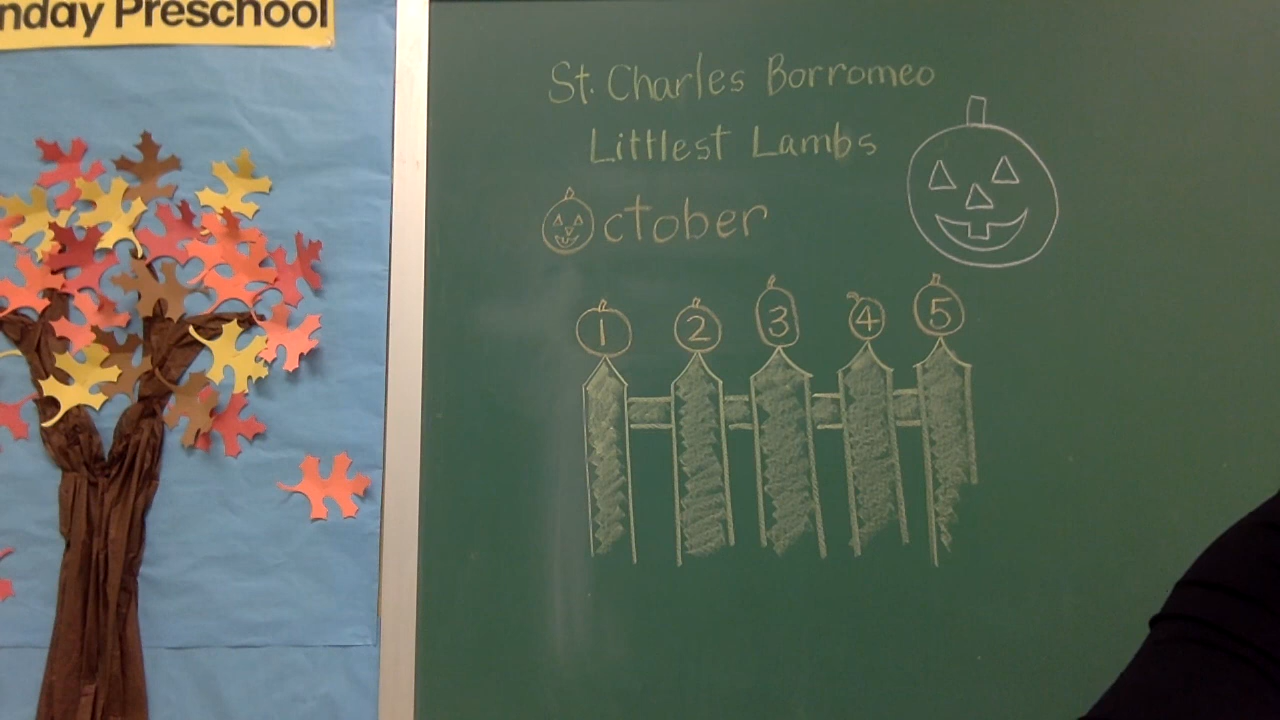 nday Preschool
St. Charles Borromeo
Littlest Lambs
October
1 2 3 4 5